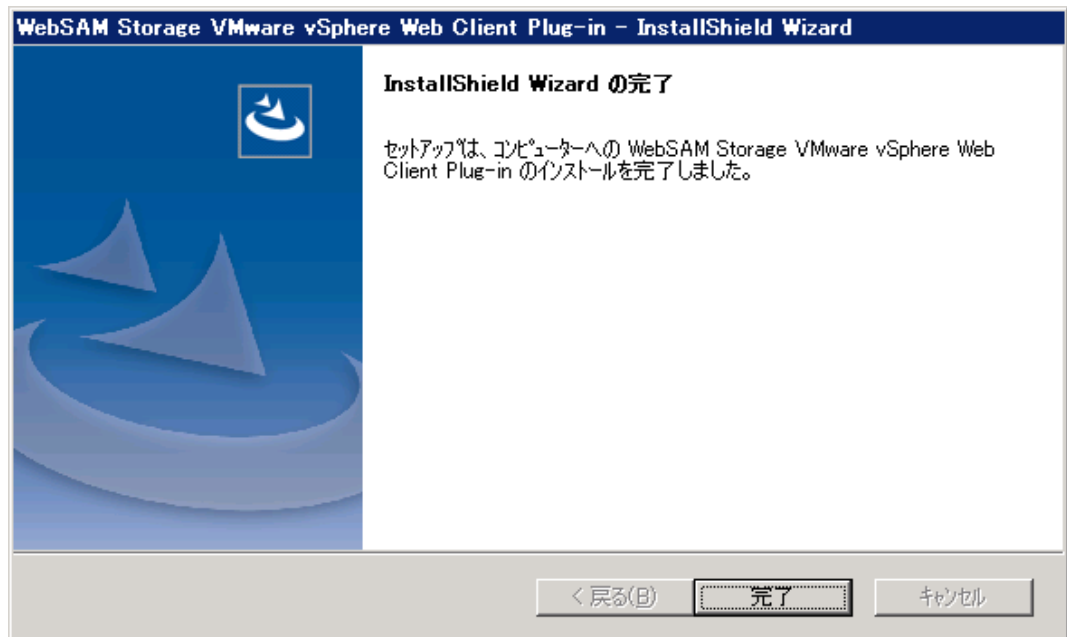 WebSAM Storage VMware vSphere Web Client Plug-in - InstallShield Wizard
InstallShield Wizard の完了
セットアップは、コンピューターへの WebSAM Storage VMware vSphere Web
Client Plug-in のインストールを完了しました。
< 戻る(B)
完了
キャンセル